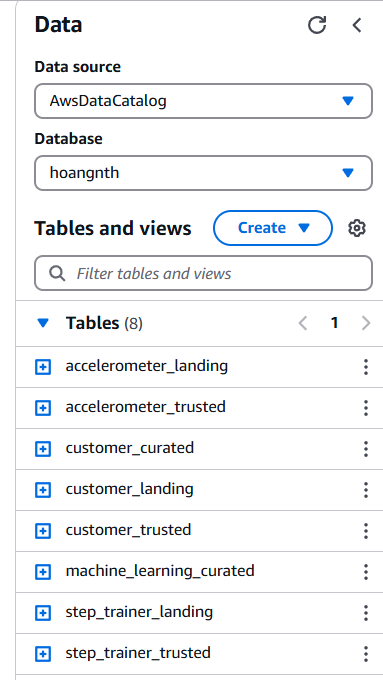 Data
Data source
AwsDataCatalog
Database
hoangnth
Tables and views
Create
Filter tables and views
Tables (8)
1
accelerometer_landing
accelerometer_trusted
customer_curated
customer_landing
customer_trusted
machine_learning_curated
step_trainer_landing
step_trainer_trusted